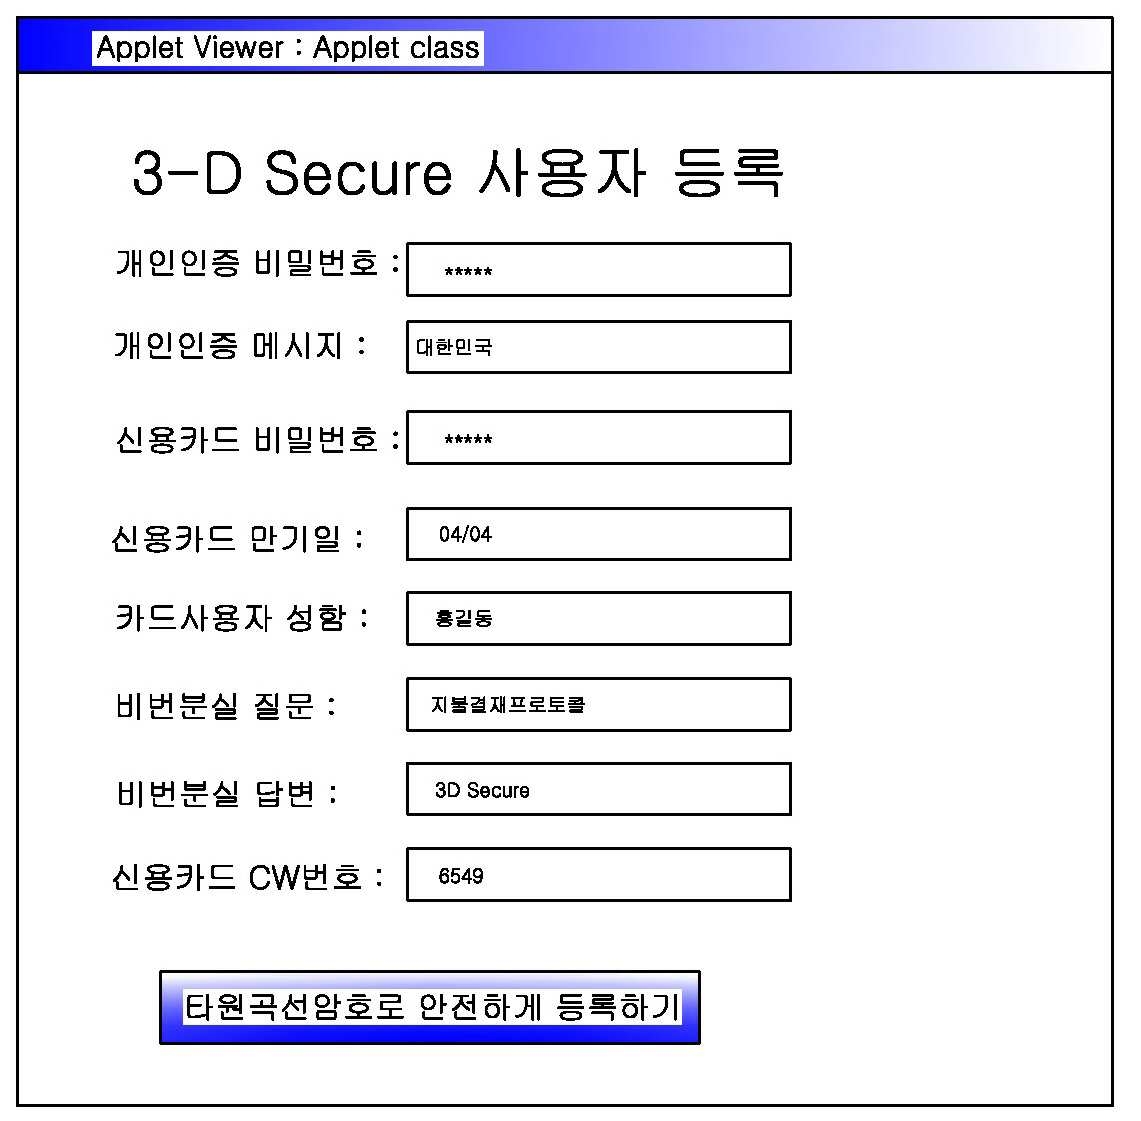 Applet Viewer : Applet class
3-D Secure 사용자 등록
개인인증 비밀번호 : *****
개인인증 메시지 : 대한민국
신용카드 비밀번호 : *****
신용카드 만기일 : 04/04
카드사용자 성함 : 홍길동
비번분실 질문 : 지불결재프로토콜
비번분실 답변 : 3D Secure
신용카드 CW번호 : 6549
타원곡선암호로 안전하게 등록하기